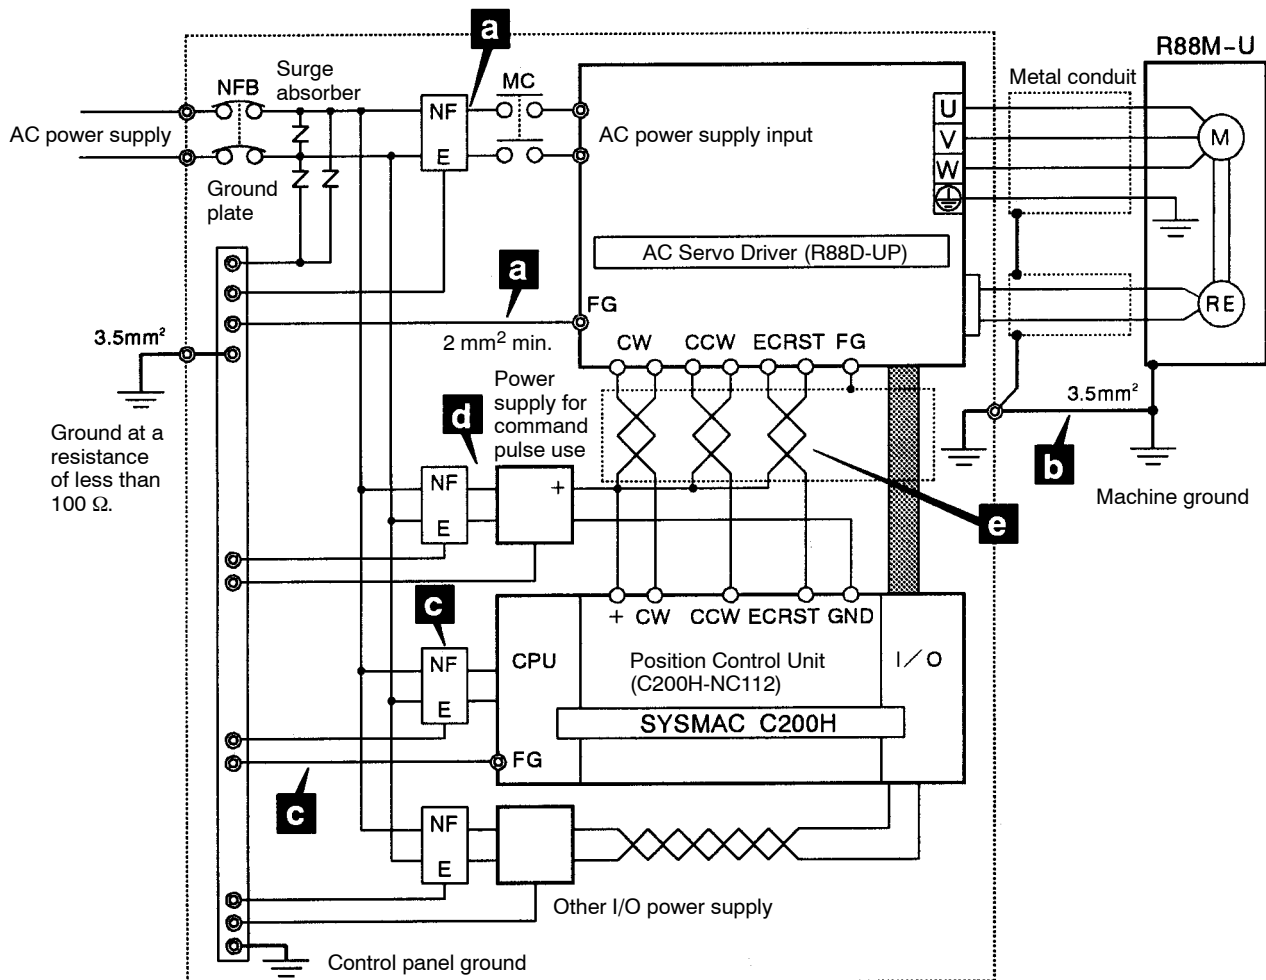 a
R88M-U
NFB
Surge
absorber
MC
Metal conduit
AC power supply
NF
E
AC power supply input
U
V
W
M
Ground
plate
AC Servo Driver (R88D-UP)
a
FG
RE
3.5mm²
2 mm² min.
CW CCW ECRST FG
Ground at a
resistance
of less than
100 Ω.
d
Power
supply for
command
pulse use
3.5mm²
b
Machine ground
NF
E
+
e
c
+ CW CCW ECRST GND
NF
E
CPU
Position Control Unit
(C200H-NC112)
I/O
SYSMAC C200H
FG
c
NF
E
Other I/O power supply
Control panel ground